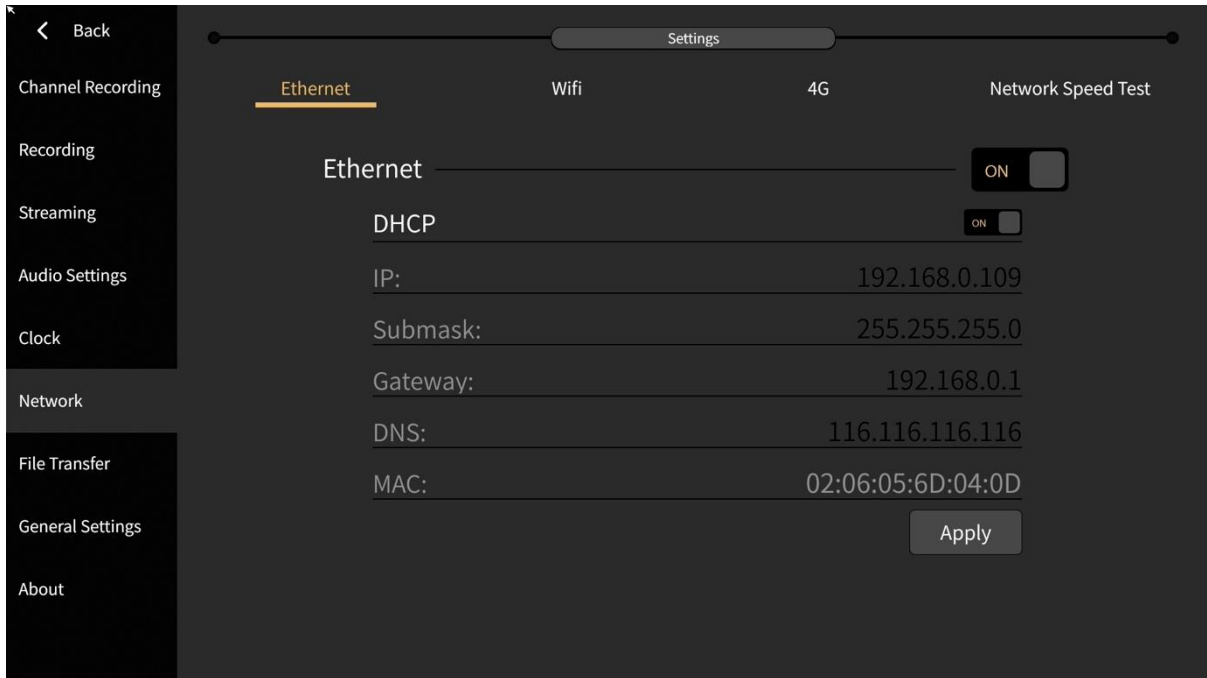 Back
Settings
Channel Recording
Recording
Streaming
Audio Settings
Clock
Network
File Transfer
General Settings
About
Ethernet Wifi 4G Network Speed Test
Ethernet ON
DHCP ON
IP: 192.168.0.109
Submask: 255.255.255.0
Gateway: 192.168.0.1
DNS: 116.116.116.116
MAC: 02:06:05:6D:04:0D
Apply